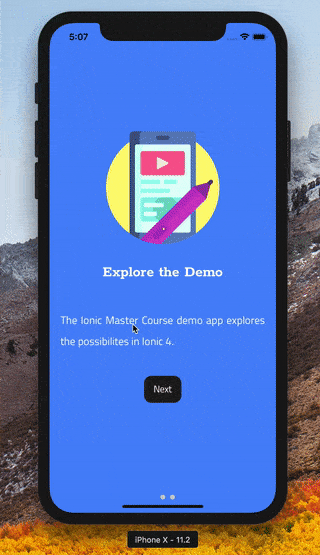 5:07
Explore the Demo
The Ionic Master Course demo app explores
the possibilites in Ionic 4.
Next
iPhone X - 11.2